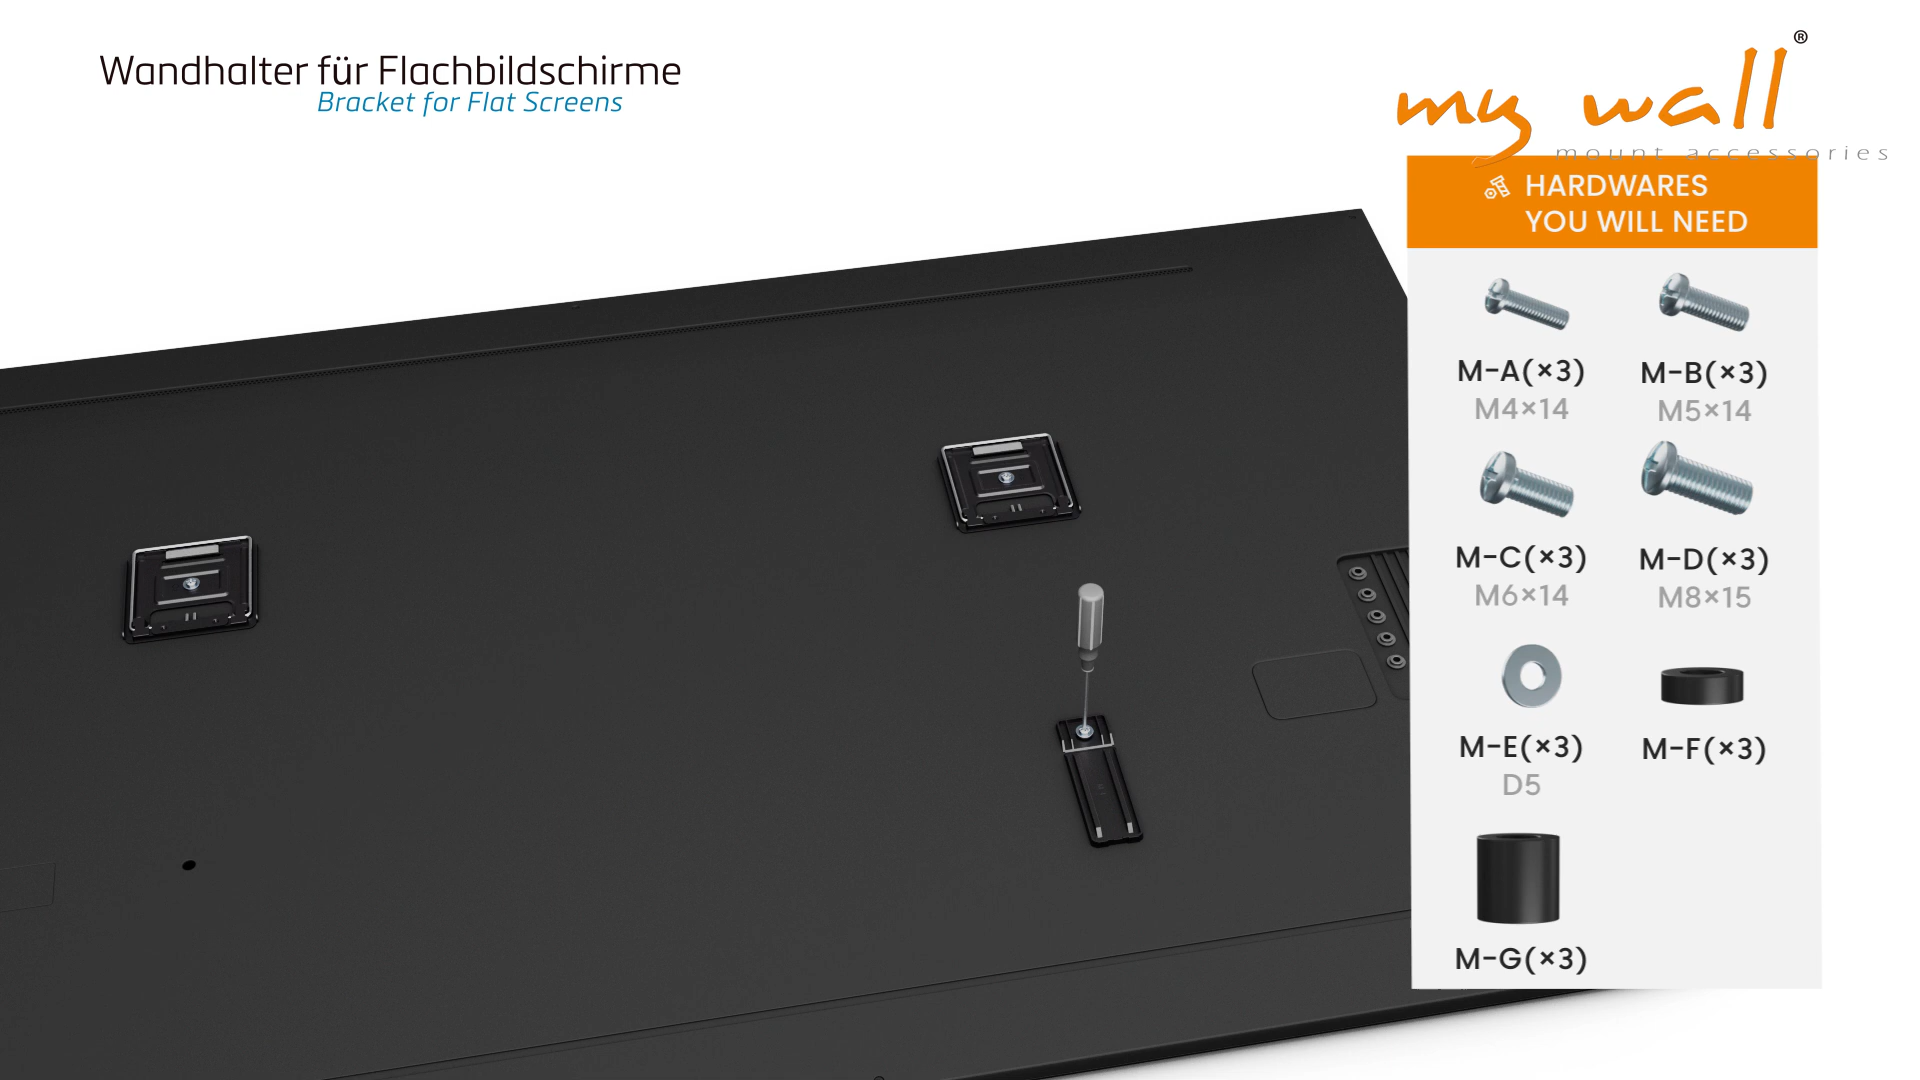 Wandhalter für Flachbildschirme
Bracket for Flat Screens
my wall®
mount accessories
HARDWARES
YOU WILL NEED
M-A(×3)
M4×14
M-B(×3)
M5×14
M-C(×3)
M6×14
M-D(×3)
M8×15
M-E(×3)
D5
M-F(×3)
M-G(×3)